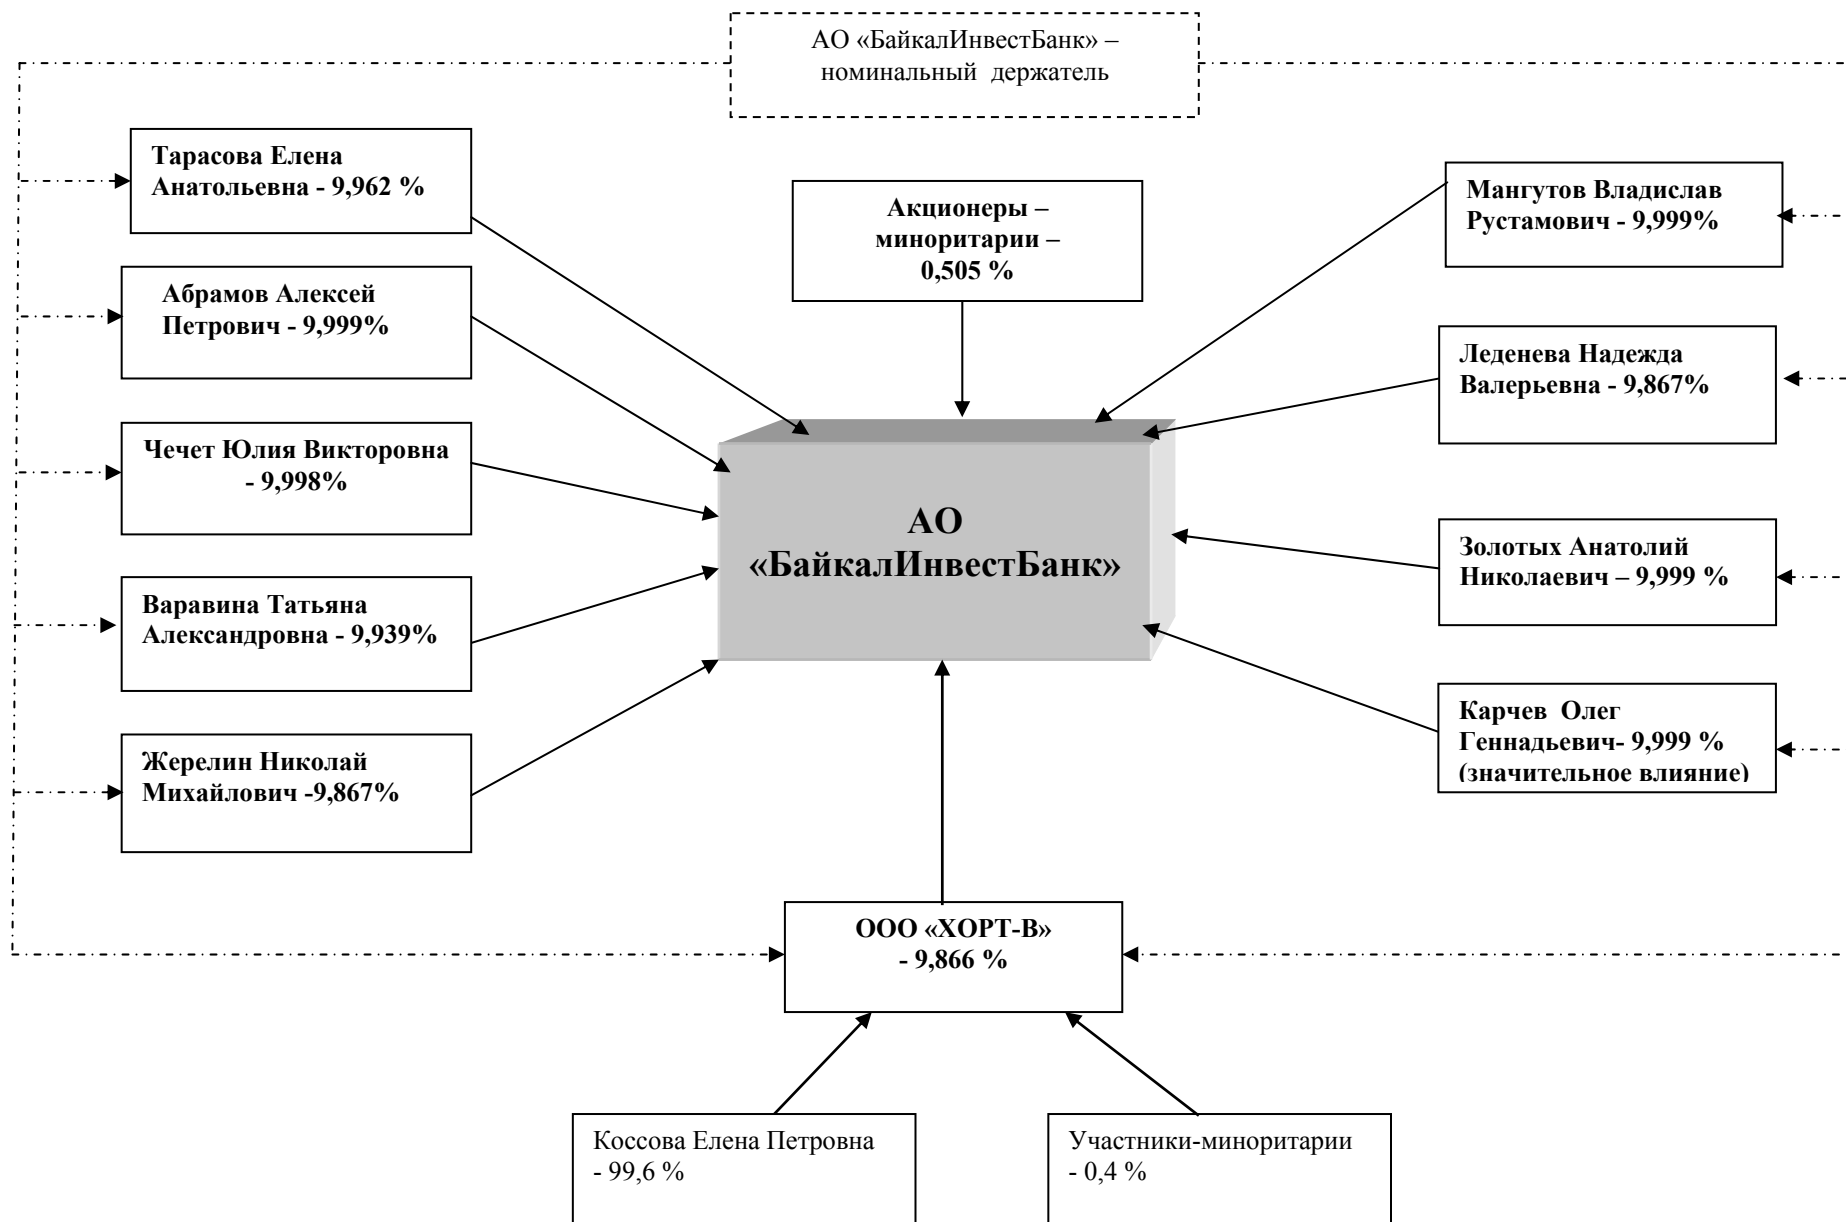 АО «БайкалИнвестБанк» –
номинальный держатель
Тарасова Елена
Анатольевна - 9,962 %
Абрамов Алексей
Петрович - 9,999%
Чечет Юлия Викторовна
- 9,998%
Варавина Татьяна
Александровна - 9,939%
Жерелин Николай
Михайлович -9,867%
Акционеры –
миноритарии –
0,505 %
АО
«БайкалИнвестБанк»
Мангутов Владислав
Рустамович - 9,999%
Леденева Надежда
Валерьевна - 9,867%
Золотых Анатолий
Николаевич – 9,999 %
Карчев Олег
Геннадьевич- 9,999 %
(значительное влияние)
ООО «ХОРТ-В»
- 9,866 %
Коссова Елена Петровна
- 99,6 %
Участники-миноритарии
- 0,4 %